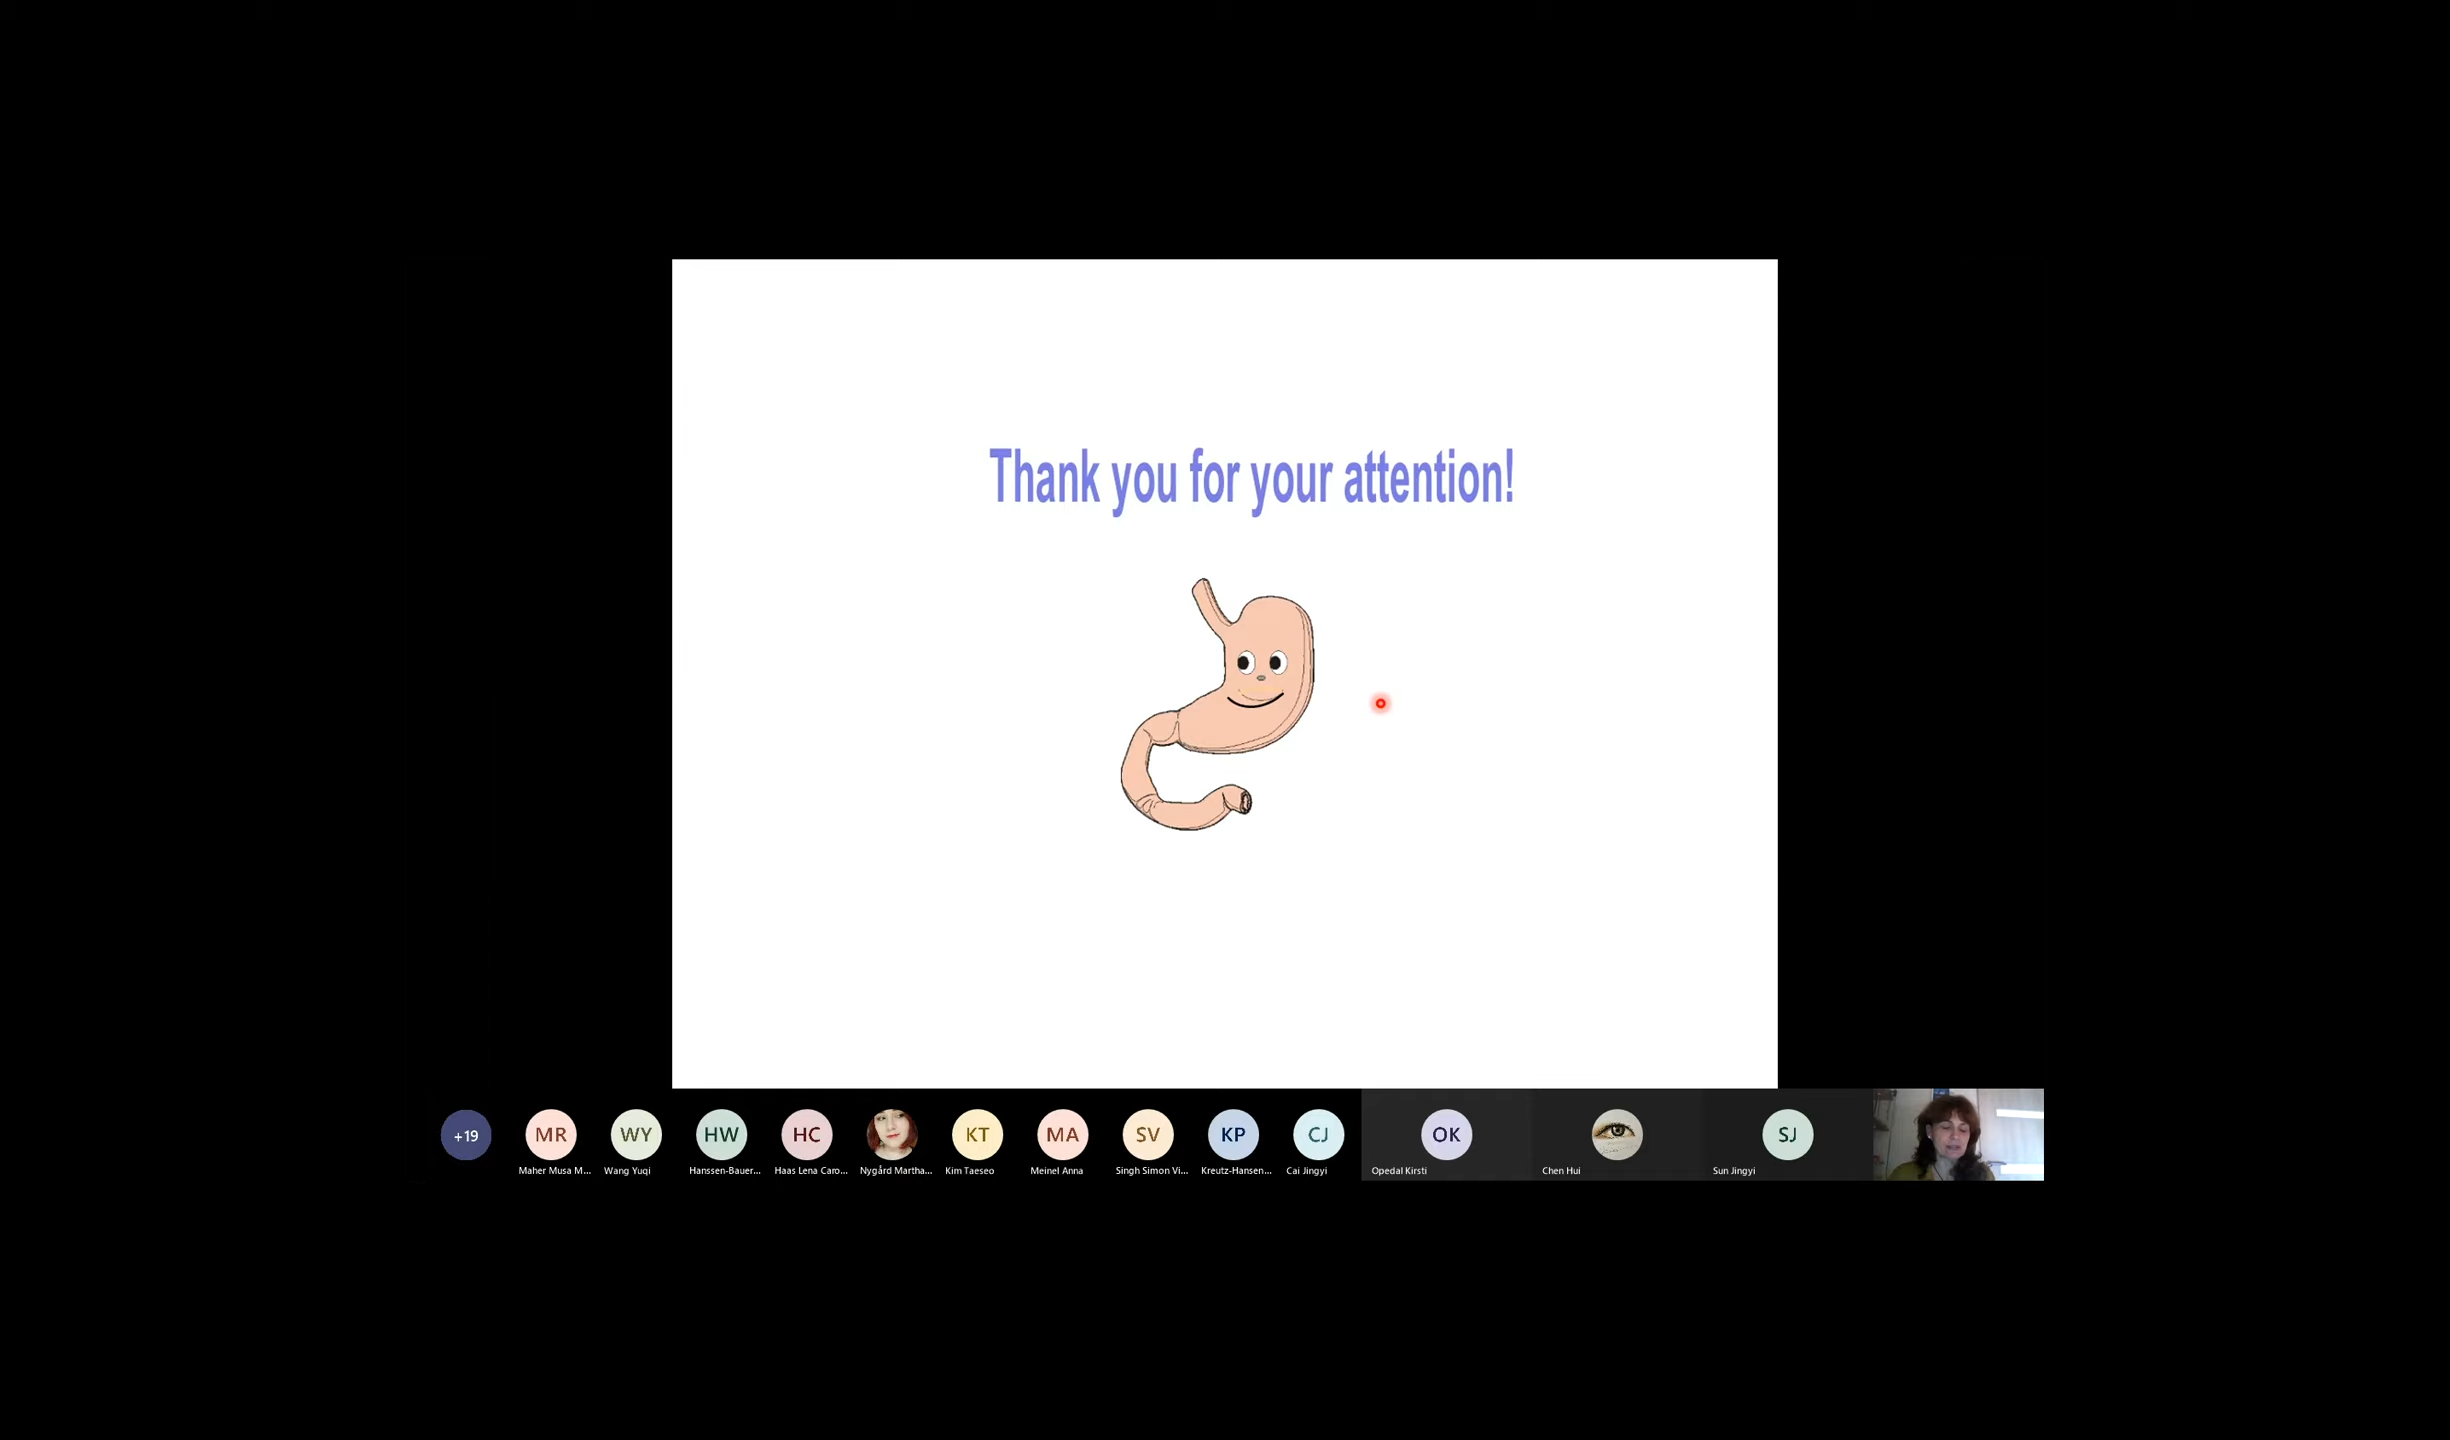 Thank you for your attention!
+19
MR
WY
HW
HC
KT
MA
SV
KP
CJ
OK
SJ
Maher Musa M...
Wang Yuqi
Hanssen-Bauer...
Haas Lena Caro...
Nygård Martha...
Kim Taeseo
Meinel Anna
Singh Simon Vi...
Kreutz-Hansen...
Cai Jingyi
Opedal Kirsti
Chen Hui
Sun Jingyi